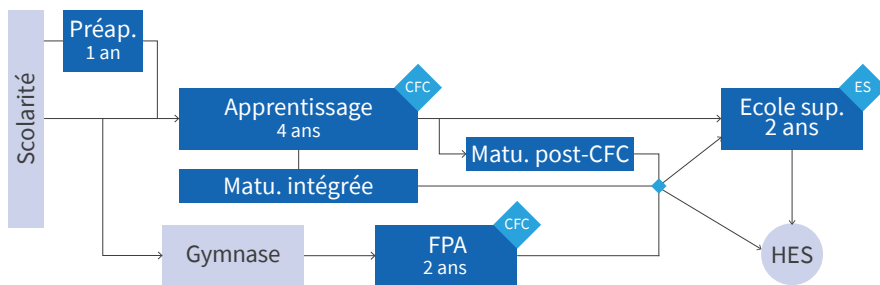 Scolarité
Préap.
1 an
Apprentissage
4 ans
CFC
Matu. intégrée
Matu. post-CFC
Ecole sup.
2 ans
ES
Gymnase
FPA
2 ans
CFC
HES